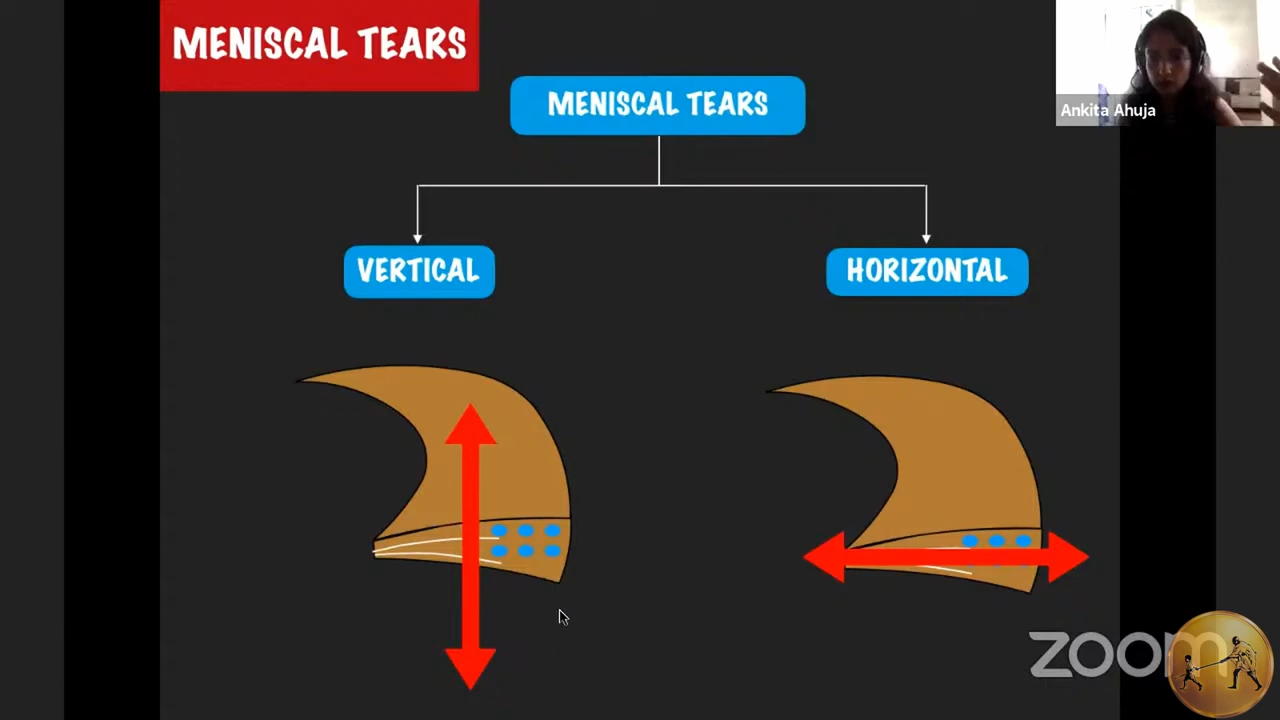 MENISCAL TEARS
MENISCAL TEARS
Ankita Ahuja
VERTICAL
HORIZONTAL
zoom